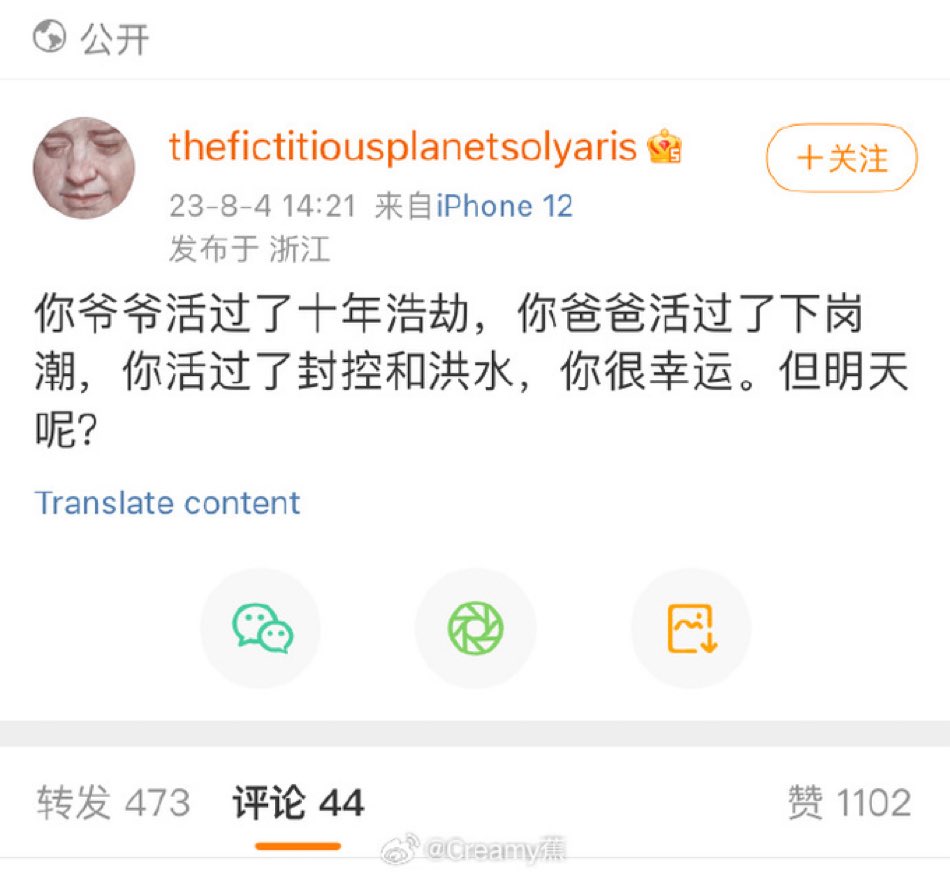 公开
thefictitiousplanetsolyaris
+关注
23-8-4 14:21 来自iPhone 12
发布于 浙江
你爷爷活过了十年浩劫，你爸爸活过了下岗
潮，你活过了封控和洪水，你很幸运。但明天
呢？
Translate content
转发 473 评论 44 赞 1102
@Creamy蕉